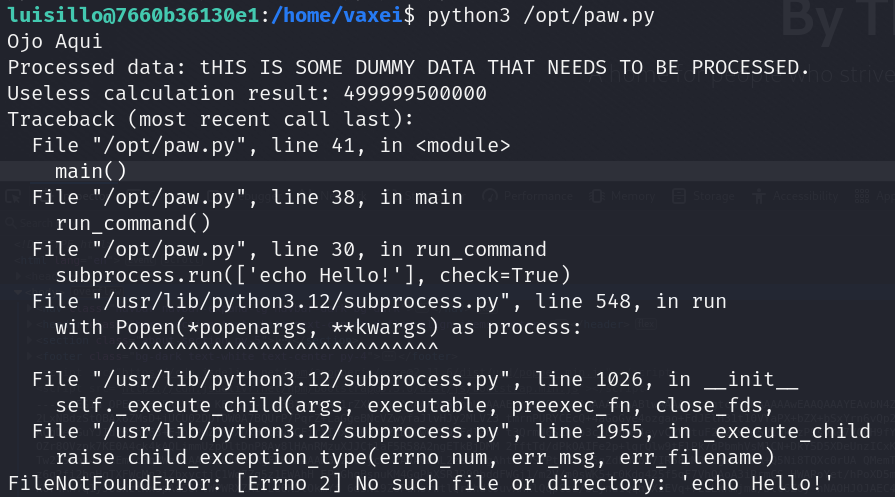 luisillo@7660b36130e1:/home/vaxei$ python3 /opt/paw.py
Ojo Aqui
Processed data: tHIS IS SOME DUMMY DATA THAT NEEDS TO BE PROCESSED.
Useless calculation result: 499999500000
Traceback (most recent call last):
  File "/opt/paw.py", line 41, in <module>
    main()
  File "/opt/paw.py", line 38, in main
    run_command()
  File "/opt/paw.py", line 30, in run_command
    subprocess.run(['echo Hello!'], check=True)
  File "/usr/lib/python3.12/subprocess.py", line 548, in run
    with Popen(*popenargs, **kwargs) as process:
         ^^^^^^^^^^^^^^^^^^^^^^^^^^^
  File "/usr/lib/python3.12/subprocess.py", line 1026, in __init__
    self._execute_child(args, executable, preexec_fn, close_fds,
  File "/usr/lib/python3.12/subprocess.py", line 1955, in _execute_child
    raise child_exception_type(errno_num, err_msg, err_filename)
FileNotFoundError: [Errno 2] No such file or directory: 'echo Hello!'
By T
Performance
Memory
Storage
Accessibility